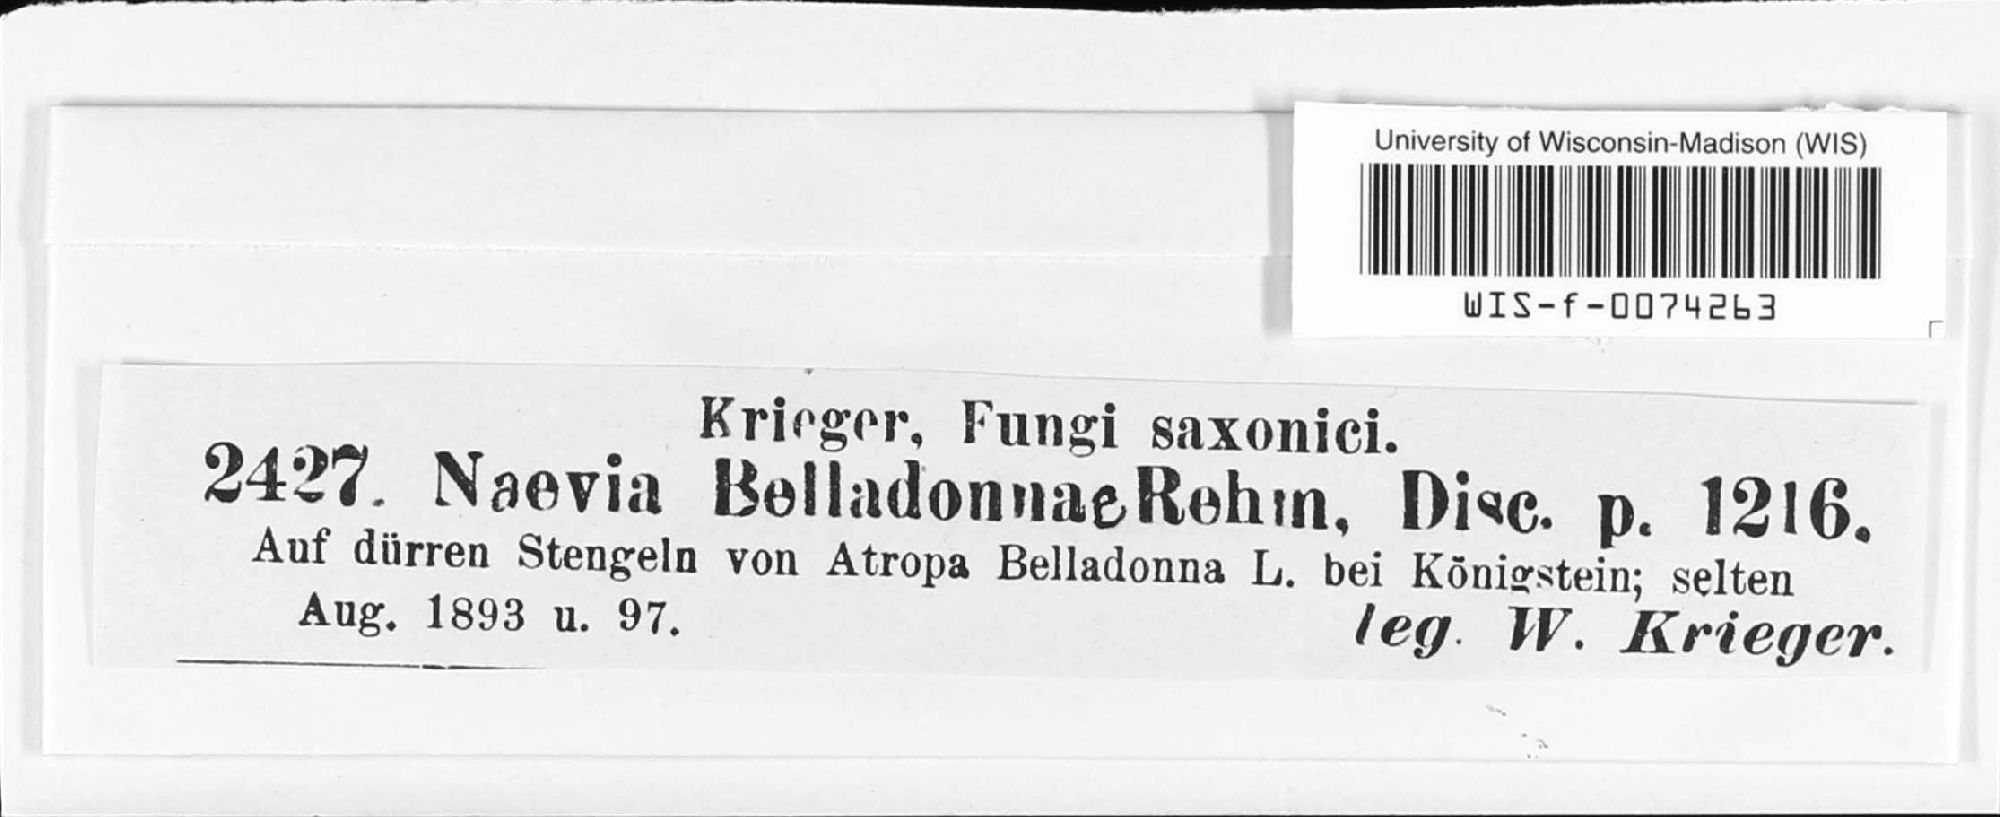 University of Wisconsin-Madison (WIS)
WIS-f-0074263
Krieger, Fungi saxonici.
2427. Naevia Belladonnae Rehm, Disc. p. 1216.
Auf dürren Stengeln von Atropa Belladonna L. bei Königstein; selten
Aug. 1893 u. 97.
leg. W. Krieger.